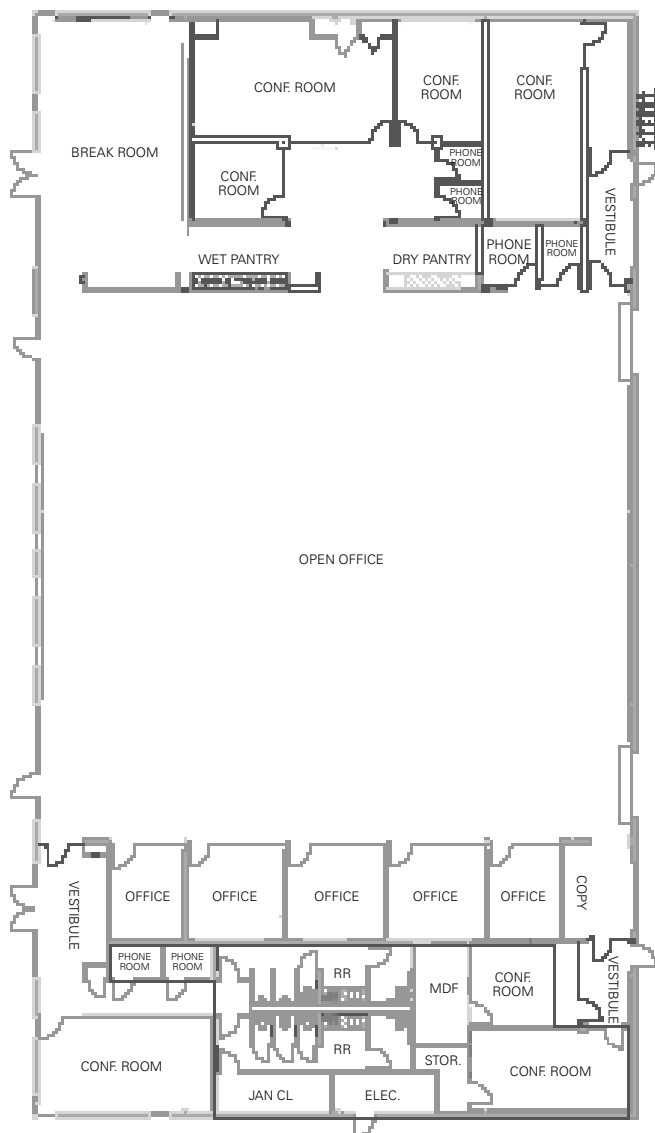 CONF. ROOM
CONF.
ROOM
CONF.
ROOM
BREAK ROOM
PHONE
ROOM
CONF.
ROOM
PHONE
ROOM
VESTIBULE
WET PANTRY
DRY PANTRY
PHONE
ROOM
PHONE
ROOM
OPEN OFFICE
VESTIBULE
OFFICE
OFFICE
OFFICE
OFFICE
OFFICE
COPY
PHONE
ROOM
PHONE
ROOM
RR
MDF
CONF.
ROOM
VESTIBULE
RR
STOR.
CONF. ROOM
CONF. ROOM
JAN CL
ELEC.